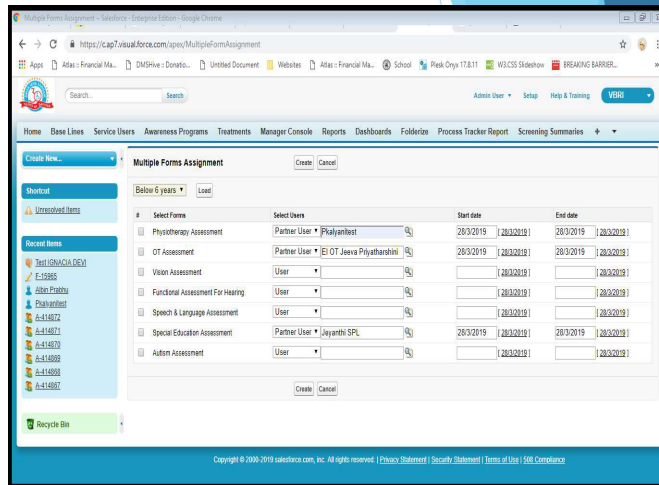 Multiple Forms Assignment ~ Salesforce - Enterprise Edition - Google Chrome
https://c.ap7.visual.force.com/apex/MultipleFormAssignment
Apps Atlas :: Financial Ma... DMSHive :: Donatio... Untitled Document Websites Atlas :: Financial Ma... School Plesk Onyx 17.8.11 W3.CSS Slideshow BREAKING BARRIER... »
Search... Search Admin User Setup Help & Training VBRI
Home Base Lines Service Users Awareness Programs Treatments Manager Console Reports Dashboards Folderize Process Tracker Report Screening Summaries +
Create New...
Multiple Forms Assignment Create Cancel
Below 6 years Load
Shortcut
Unresolved Items
Recent Items
Test IGNACIA DEVI
F-15965
Albin Prabhu
Pkalyanitest
A-414872
A-414871
A-414870
A-414869
A-414868
A-414867
Recycle Bin
# Select Forms Select Users Start date End date
Physiotherapy Assessment Partner User Pkalyanitest 28/3/2019 [ 28/3/2019 ] 28/3/2019 [ 28/3/2019 ]
OT Assessment Partner User EI OT Jeeva Priyatharshini 28/3/2019 [ 28/3/2019 ] 28/3/2019 [ 28/3/2019 ]
Vision Assessment User [ 28/3/2019 ] [ 28/3/2019 ]
Functional Assessment For Hearing User [ 28/3/2019 ] [ 28/3/2019 ]
Speech & Language Assessment User [ 28/3/2019 ] [ 28/3/2019 ]
Special Education Assessment Partner User Jeyanthi SPL 28/3/2019 [ 28/3/2019 ] 28/3/2019 [ 28/3/2019 ]
Autism Assessment User [ 28/3/2019 ] [ 28/3/2019 ]
Create Cancel
Copyright © 2000-2019 salesforce.com, inc. All rights reserved. | Privacy Statement | Security Statement | Terms of Use | 508 Compliance